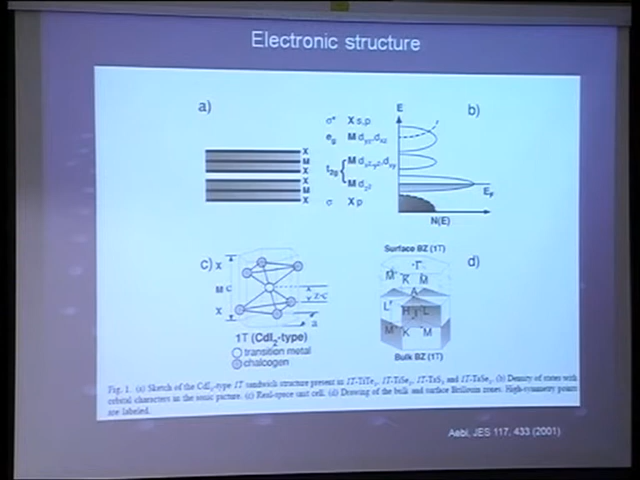 Electronic structure
a)
X
M
X
X
M
X
σ* X s,p
e_g M d_yz, d_xz
t_2g { M d_x²-y², d_xy
M d_z²
σ X p
E
b)
E_F
N(E)
c)
X
M
X
c
z·c
a
1T (CdI₂-type)
transition metal
chalcogen
Surface BZ (1T)
d)
Γ
M' K M
A
L' H L
M' K M
Bulk BZ (1T)
Fig. 1. (a) Sketch of the CdI₂-type 1T sandwich structure present in 1T-TiTe₂, 1T-TiSe₂, 1T-TaS₂ and 1T-TaSe₂. (b) Density of states with
orbital characters in the ionic picture. (c) Real-space unit cell. (d) Drawing of the bulk and surface Brillouin zones. High-symmetry points
are labeled.
Aebi, JES 117, 433 (2001)